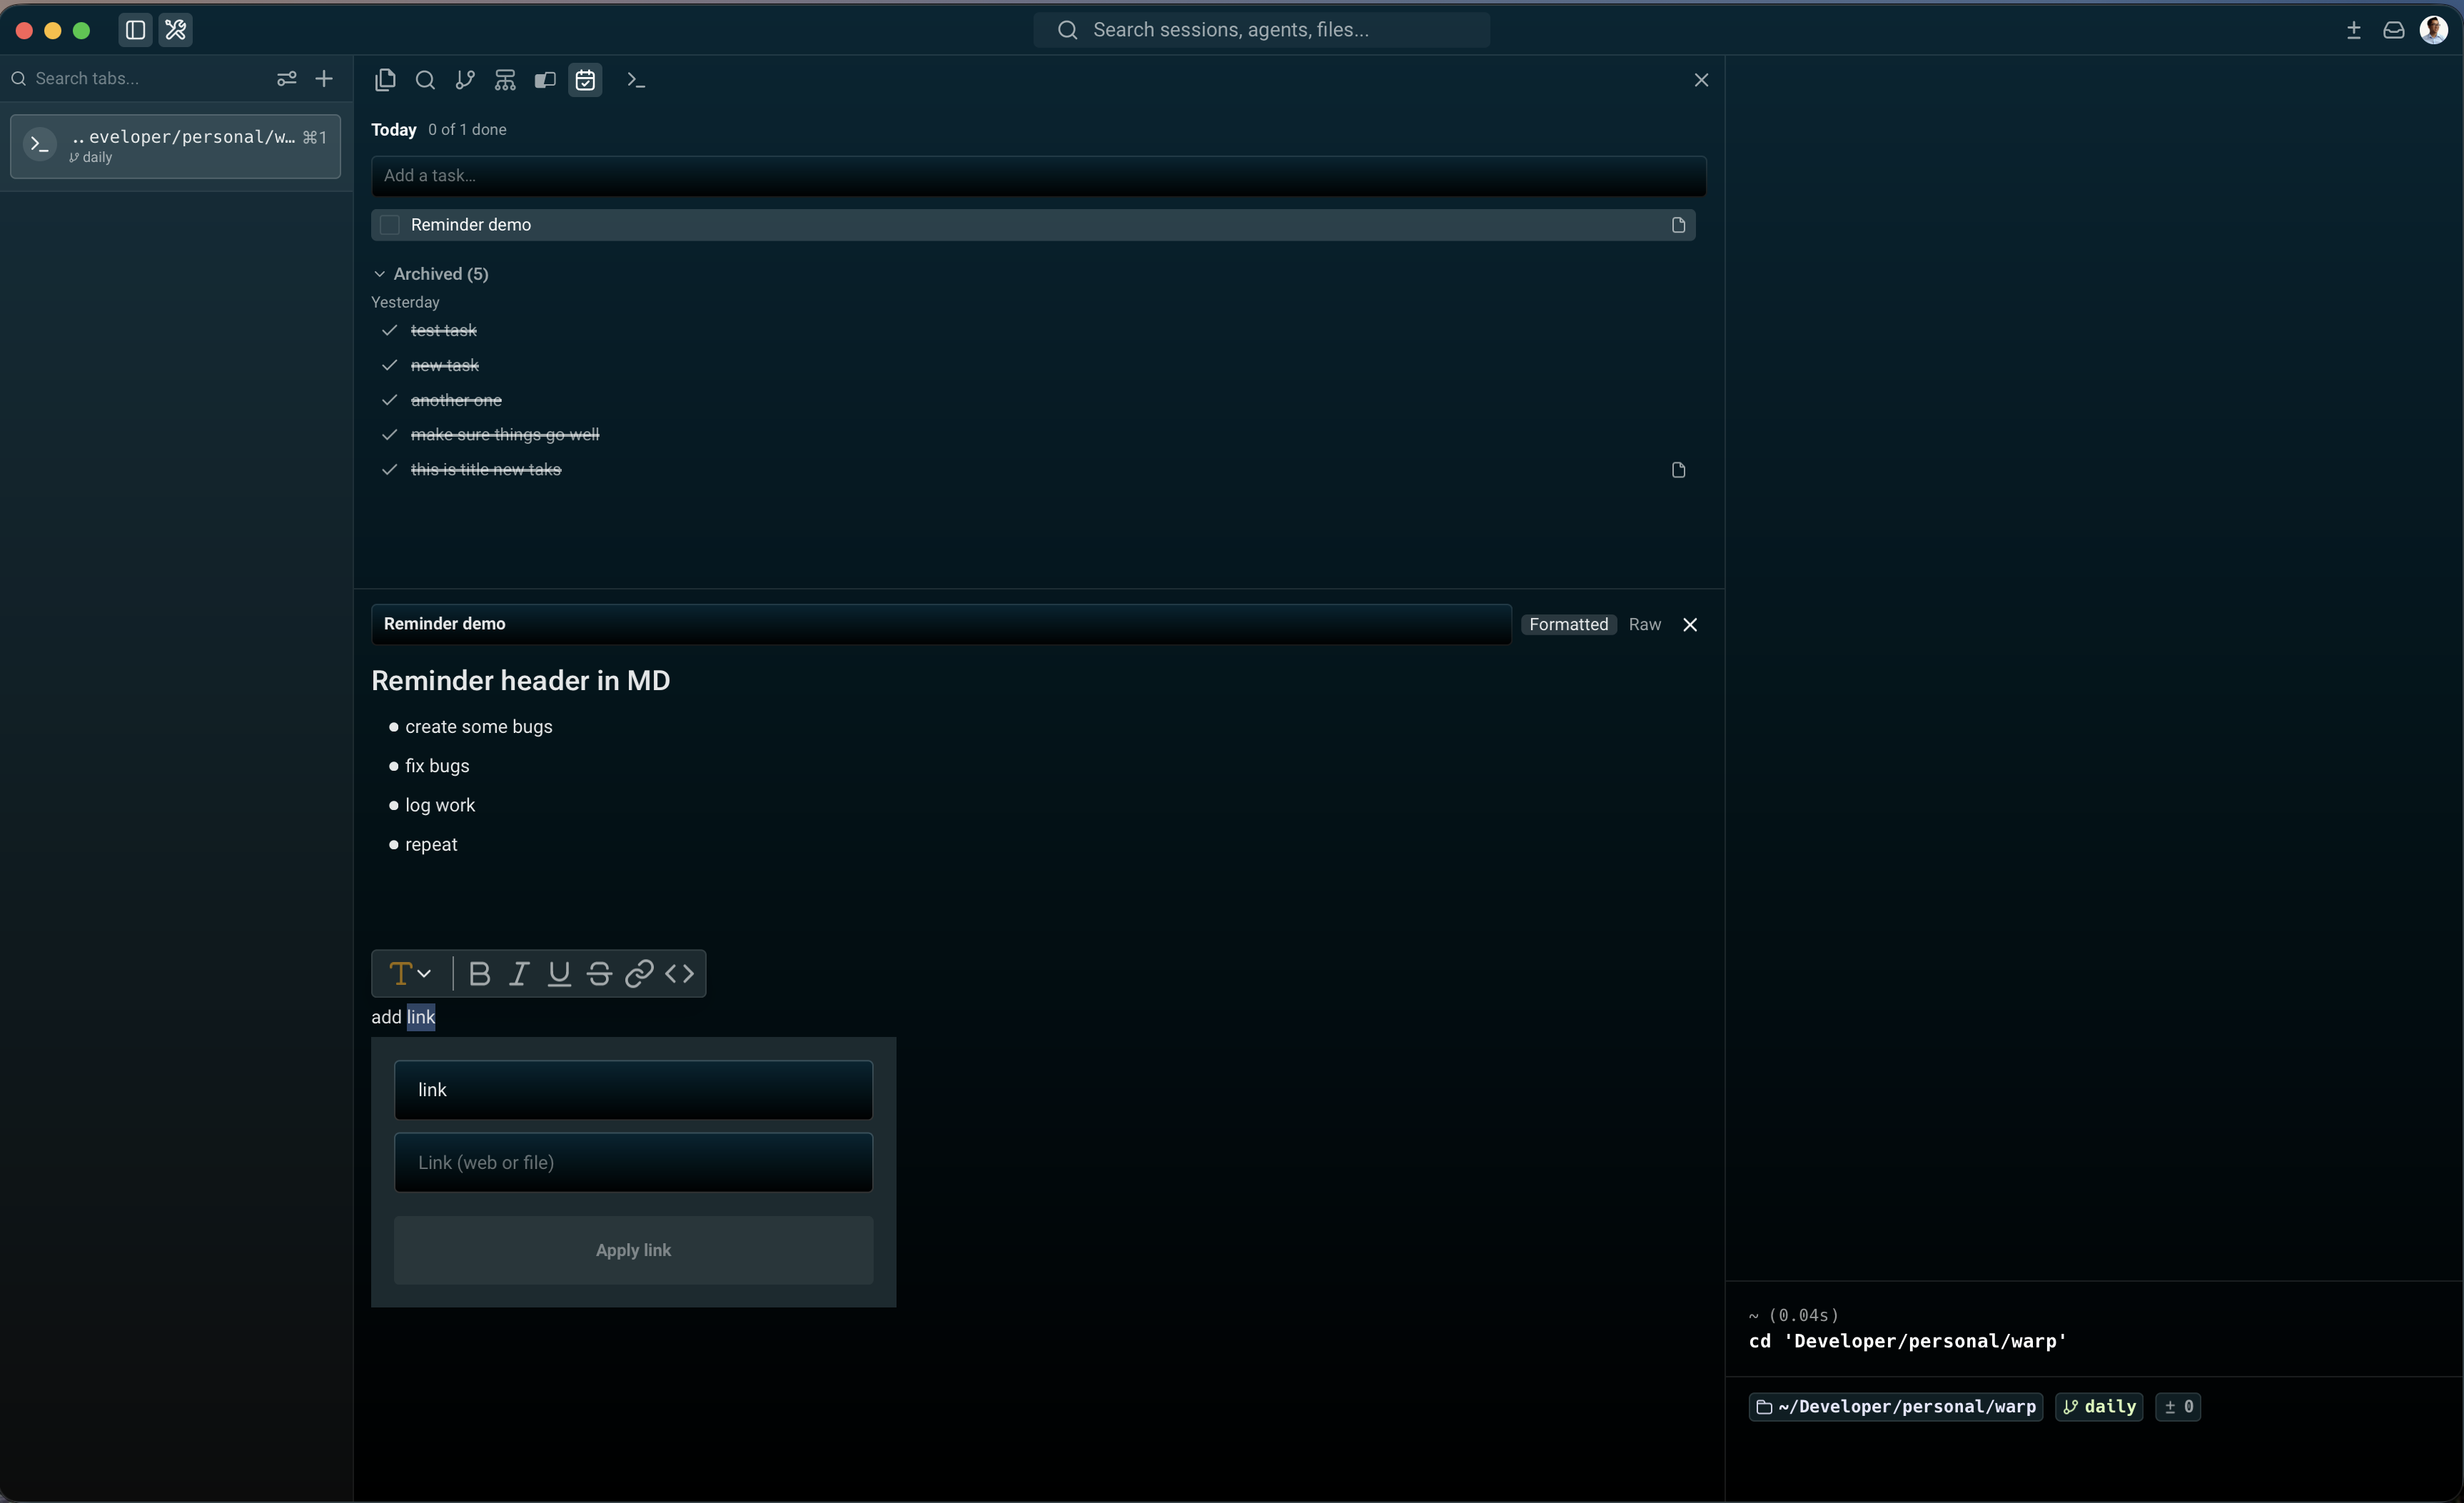 Search sessions, agents, files...
Search tabs...
..eveloper/personal/w… ⌘1
daily
Today 0 of 1 done
Add a task…
Reminder demo
Archived (5)
Yesterday
test task
new task
another one
make sure things go well
this is title new taks
Reminder demo
Formatted Raw
Reminder header in MD
create some bugs
fix bugs
log work
repeat
add link
link
Link (web or file)
Apply link
~ (0.04s)
cd 'Developer/personal/warp'
~/Developer/personal/warp daily ± 0